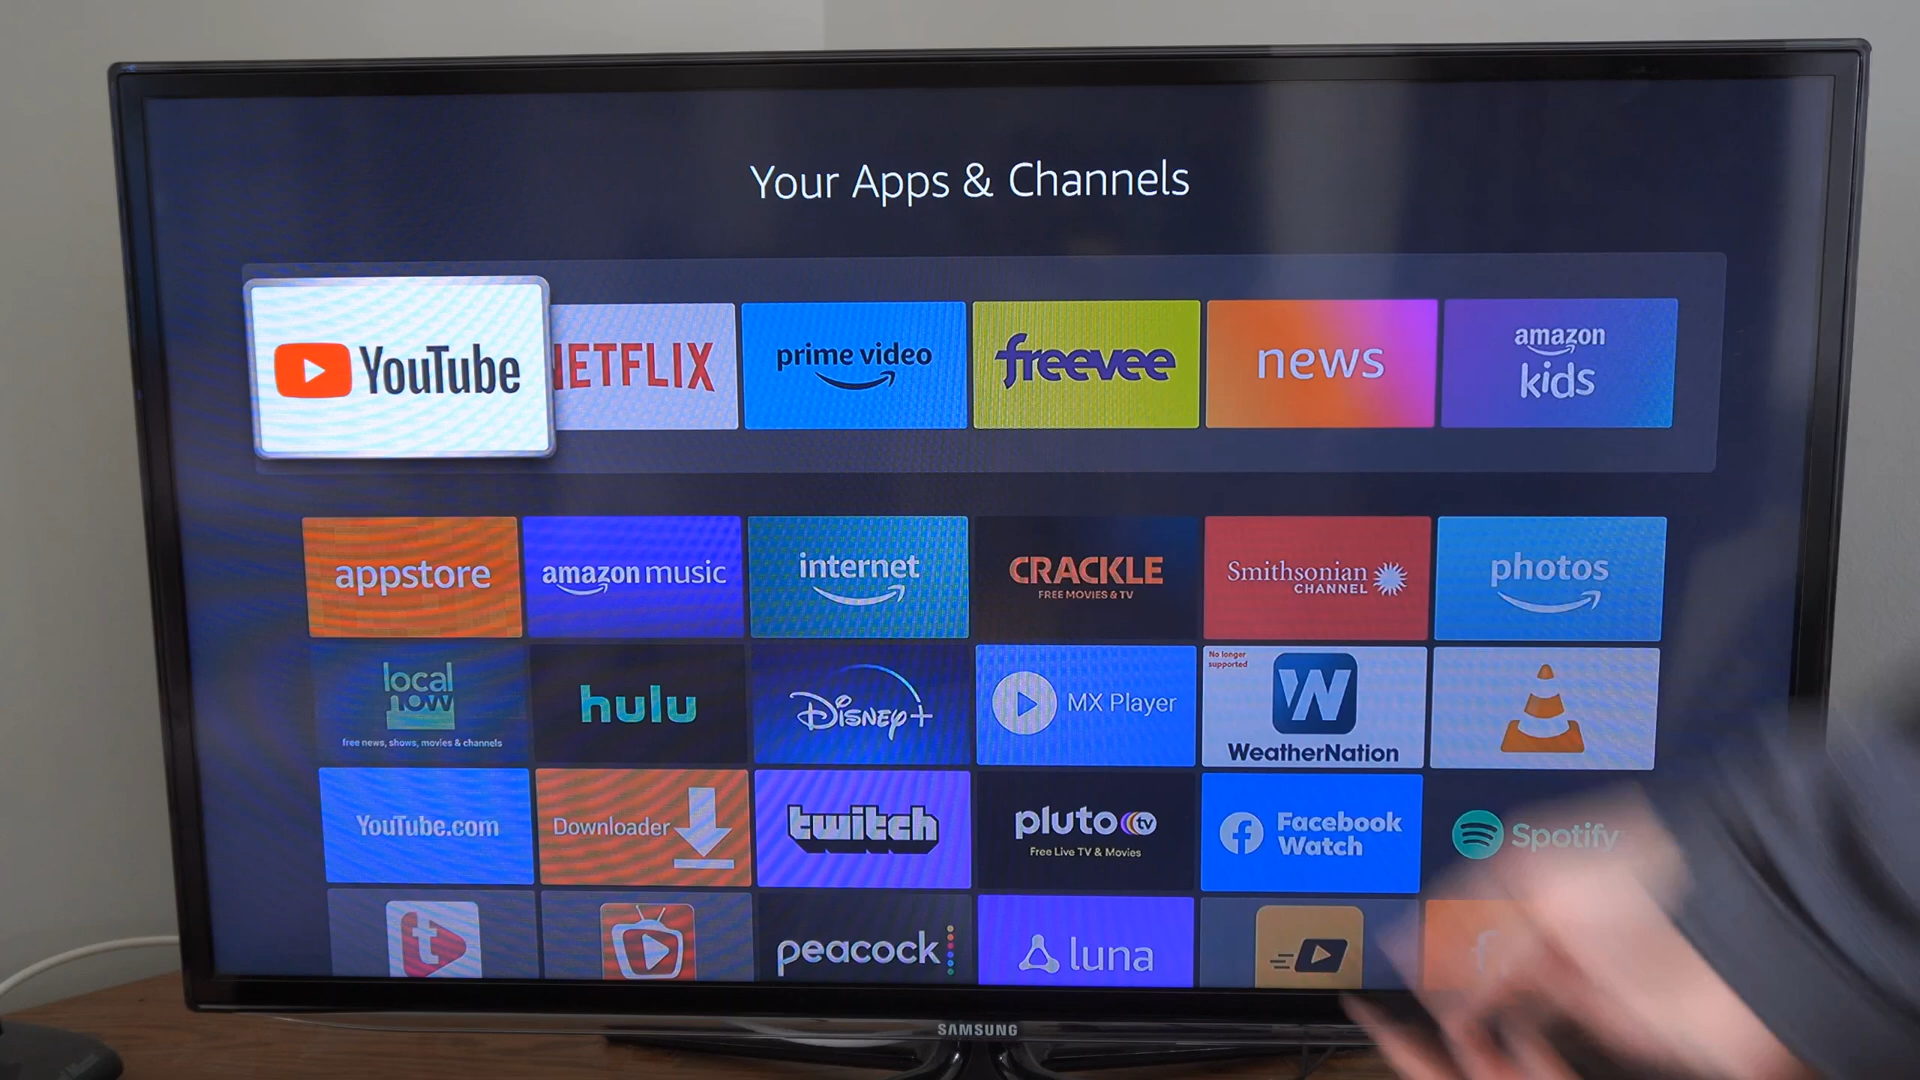 Your Apps & Channels
YouTube
NETFLIX
prime video
freevee
news
amazon
kids
appstore
amazon music
internet
CRACKLE
FREE MOVIES & TV
Smithsonian
CHANNEL
photos
local
now
free news, shows, movies & channels
hulu
Disney+
MX Player
No longer
supported
W
WeatherNation
YouTube.com
Downloader
twitch
pluto tv
Free Live TV & Movies
Facebook
Watch
Spotify
t
peacock
luna
SAMSUNG